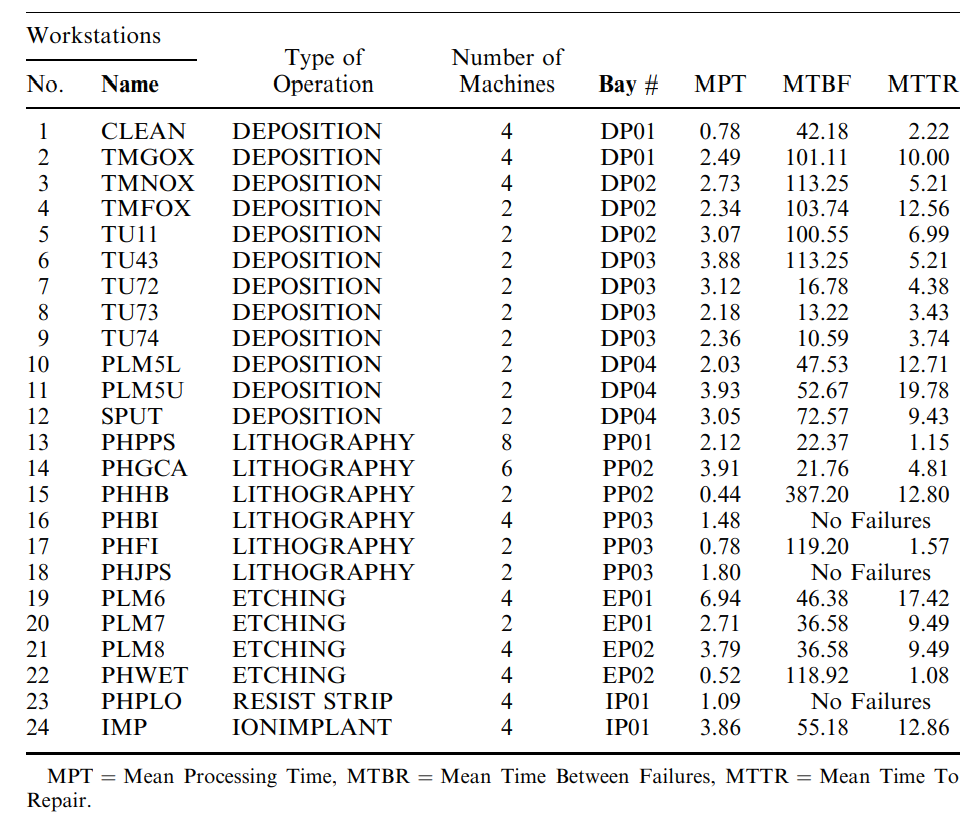 Workstations
Type of Number of
No. Name Operation Machines Bay # MPT MTBF MTTR
1 CLEAN DEPOSITION 4 DP01 0.78 42.18 2.22
2 TMGOX DEPOSITION 4 DP01 2.49 101.11 10.00
3 TMNOX DEPOSITION 4 DP02 2.73 113.25 5.21
4 TMFOX DEPOSITION 2 DP02 2.34 103.74 12.56
5 TU11 DEPOSITION 2 DP02 3.07 100.55 6.99
6 TU43 DEPOSITION 2 DP03 3.88 113.25 5.21
7 TU72 DEPOSITION 2 DP03 3.12 16.78 4.38
8 TU73 DEPOSITION 2 DP03 2.18 13.22 3.43
9 TU74 DEPOSITION 2 DP03 2.36 10.59 3.74
10 PLM5L DEPOSITION 2 DP04 2.03 47.53 12.71
11 PLM5U DEPOSITION 2 DP04 3.93 52.67 19.78
12 SPUT DEPOSITION 2 DP04 3.05 72.57 9.43
13 PHPPS LITHOGRAPHY 8 PP01 2.12 22.37 1.15
14 PHGCA LITHOGRAPHY 6 PP02 3.91 21.76 4.81
15 PHHB LITHOGRAPHY 2 PP02 0.44 387.20 12.80
16 PHBI LITHOGRAPHY 4 PP03 1.48 No Failures
17 PHFI LITHOGRAPHY 2 PP03 0.78 119.20 1.57
18 PHJPS LITHOGRAPHY 2 PP03 1.80 No Failures
19 PLM6 ETCHING 4 EP01 6.94 46.38 17.42
20 PLM7 ETCHING 2 EP01 2.71 36.58 9.49
21 PLM8 ETCHING 4 EP02 3.79 36.58 9.49
22 PHWET ETCHING 4 EP02 0.52 118.92 1.08
23 PHPLO RESIST STRIP 4 IP01 1.09 No Failures
24 IMP IONIMPLANT 4 IP01 3.86 55.18 12.86
MPT = Mean Processing Time, MTBR = Mean Time Between Failures, MTTR = Mean Time To
Repair.